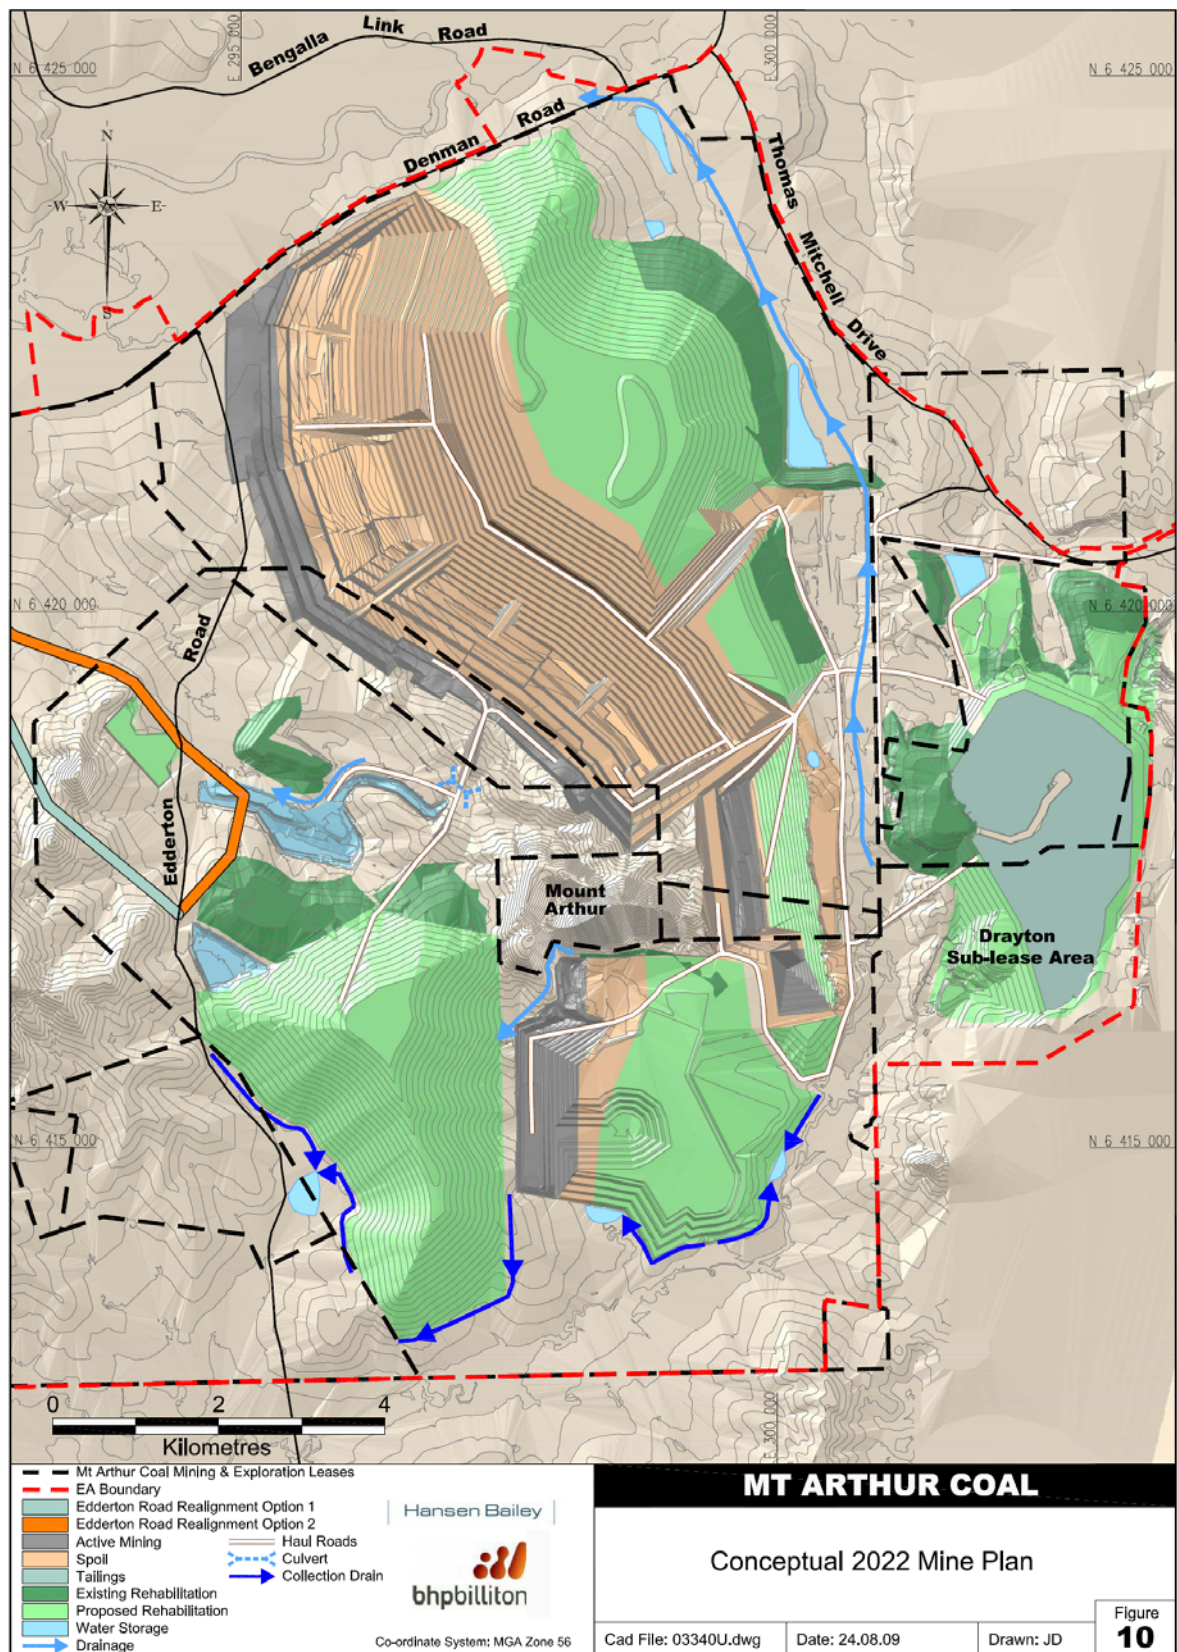 Bengalla Link Road
E 295 000
E 300 000
N 6 425 000
N 6 425 000
Denman Road
Thomas Mitchell Drive
N
W
E
S
N 6 420 000
N 6 420 000
Road
Edderton
Mount
Arthur
Drayton
Sub-lease Area
N 6 415 000
N 6 415 000
E 300 000
0 2 4
Kilometres
Mt Arthur Coal Mining & Exploration Leases
EA Boundary
Edderton Road Realignment Option 1
Edderton Road Realignment Option 2
Active Mining
Spoil
Tailings
Existing Rehabilitation
Proposed Rehabilitation
Water Storage
Drainage
Haul Roads
Culvert
Collection Drain
Hansen Bailey
bhpbilliton
Co-ordinate System: MGA Zone 56
MT ARTHUR COAL
Conceptual 2022 Mine Plan
Cad File: 03340U.dwg
Date: 24.08.09
Drawn: JD
Figure
10